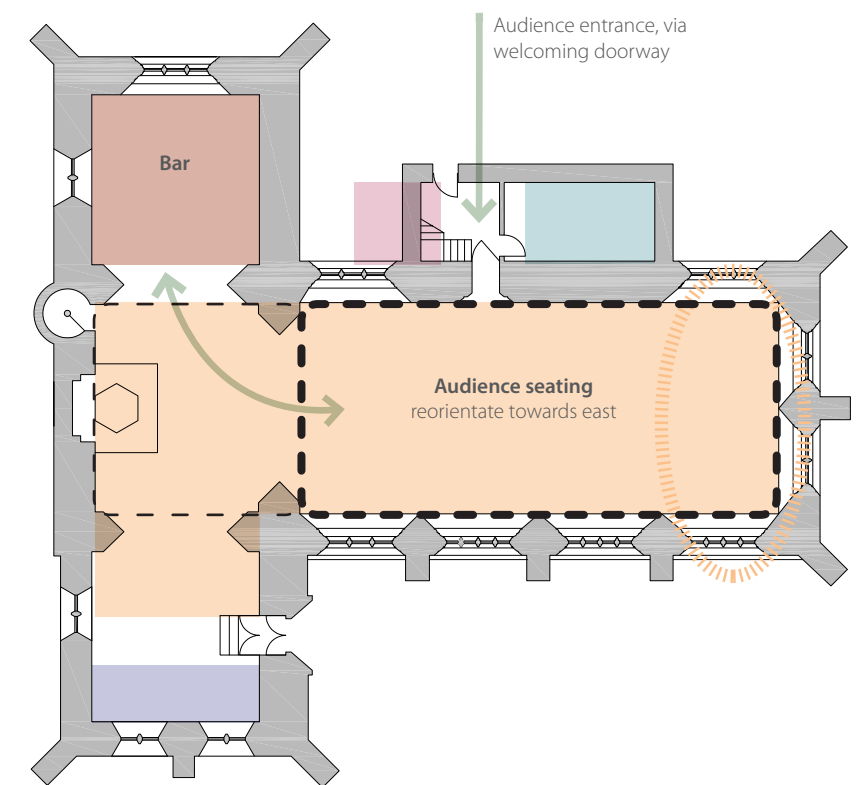 Audience entrance, via
welcoming doorway
Bar
Audience seating
reorientate towards east